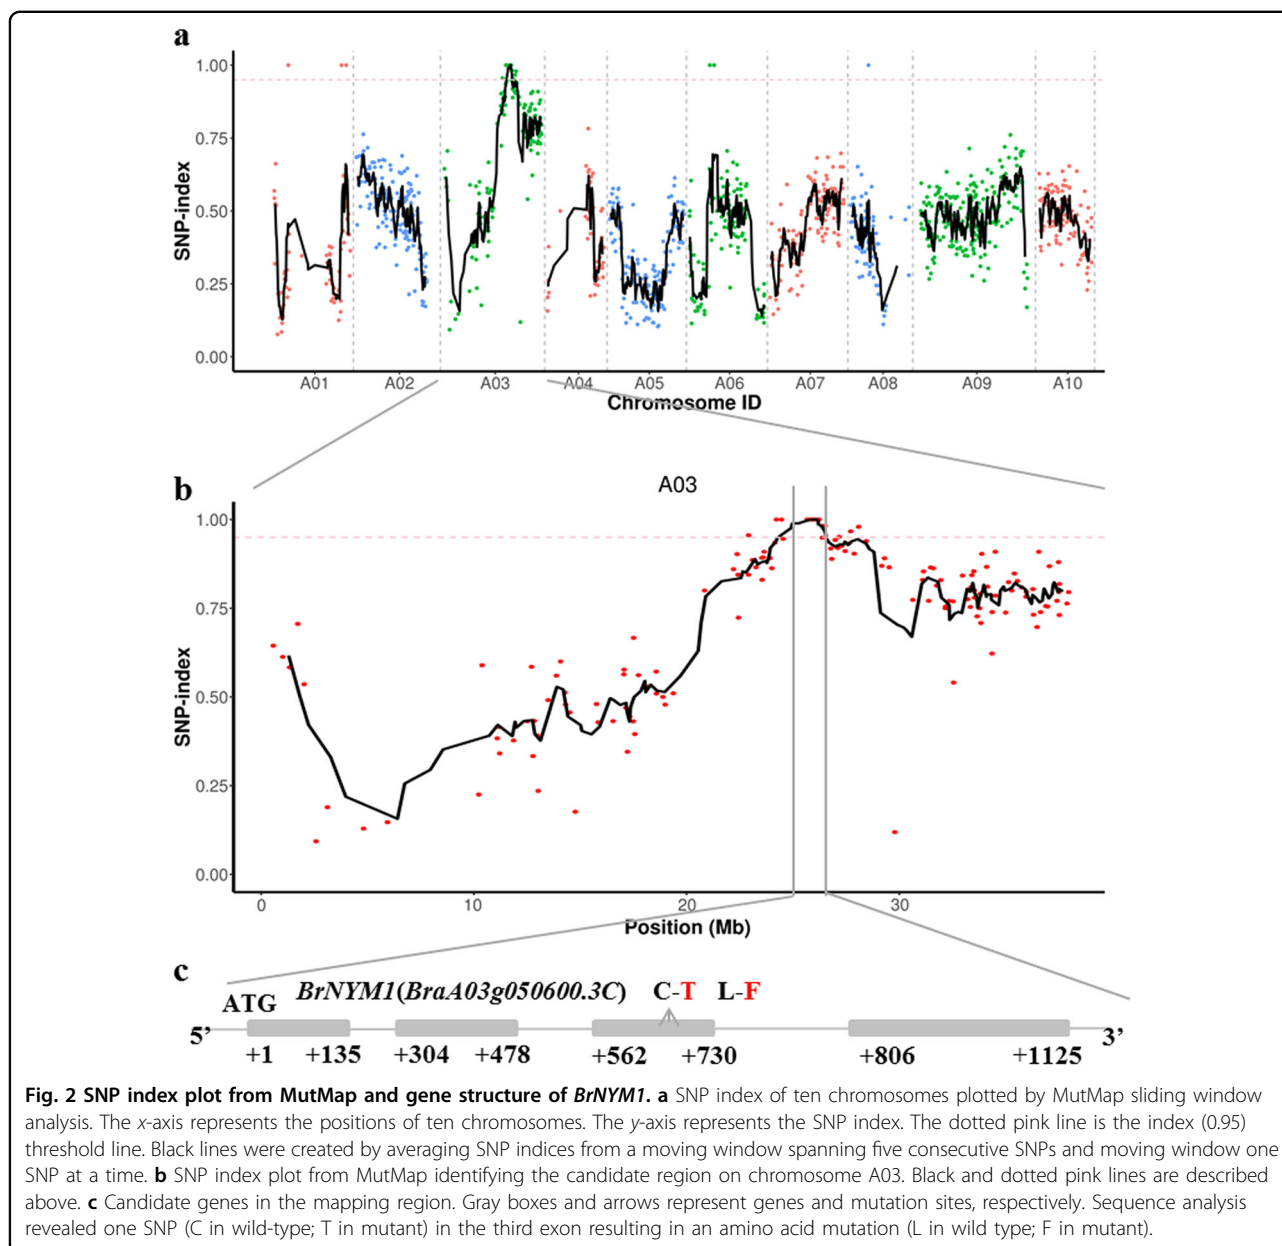 a
1.00
0.75
0.50
0.25
0.00
SNP-index
A01 A02 A03 A04 A05 A06 A07 A08 A09 A10
Chromosome ID
b
A03
1.00
0.75
0.50
0.25
0.00
SNP-index
0 10 20 30
Position (Mb)
c
ATG BrNYM1(BraA03g050600.3C) C-T L-F
5’ 3’
+1 +135 +304 +478 +562 +730 +806 +1125
Fig. 2 SNP index plot from MutMap and gene structure of BrNYM1. a SNP index of ten chromosomes plotted by MutMap sliding window
analysis. The x-axis represents the positions of ten chromosomes. The y-axis represents the SNP index. The dotted pink line is the index (0.95)
threshold line. Black lines were created by averaging SNP indices from a moving window spanning five consecutive SNPs and moving window one
SNP at a time. b SNP index plot from MutMap identifying the candidate region on chromosome A03. Black and dotted pink lines are described
above. c Candidate genes in the mapping region. Gray boxes and arrows represent genes and mutation sites, respectively. Sequence analysis
revealed one SNP (C in wild-type; T in mutant) in the third exon resulting in an amino acid mutation (L in wild type; F in mutant).